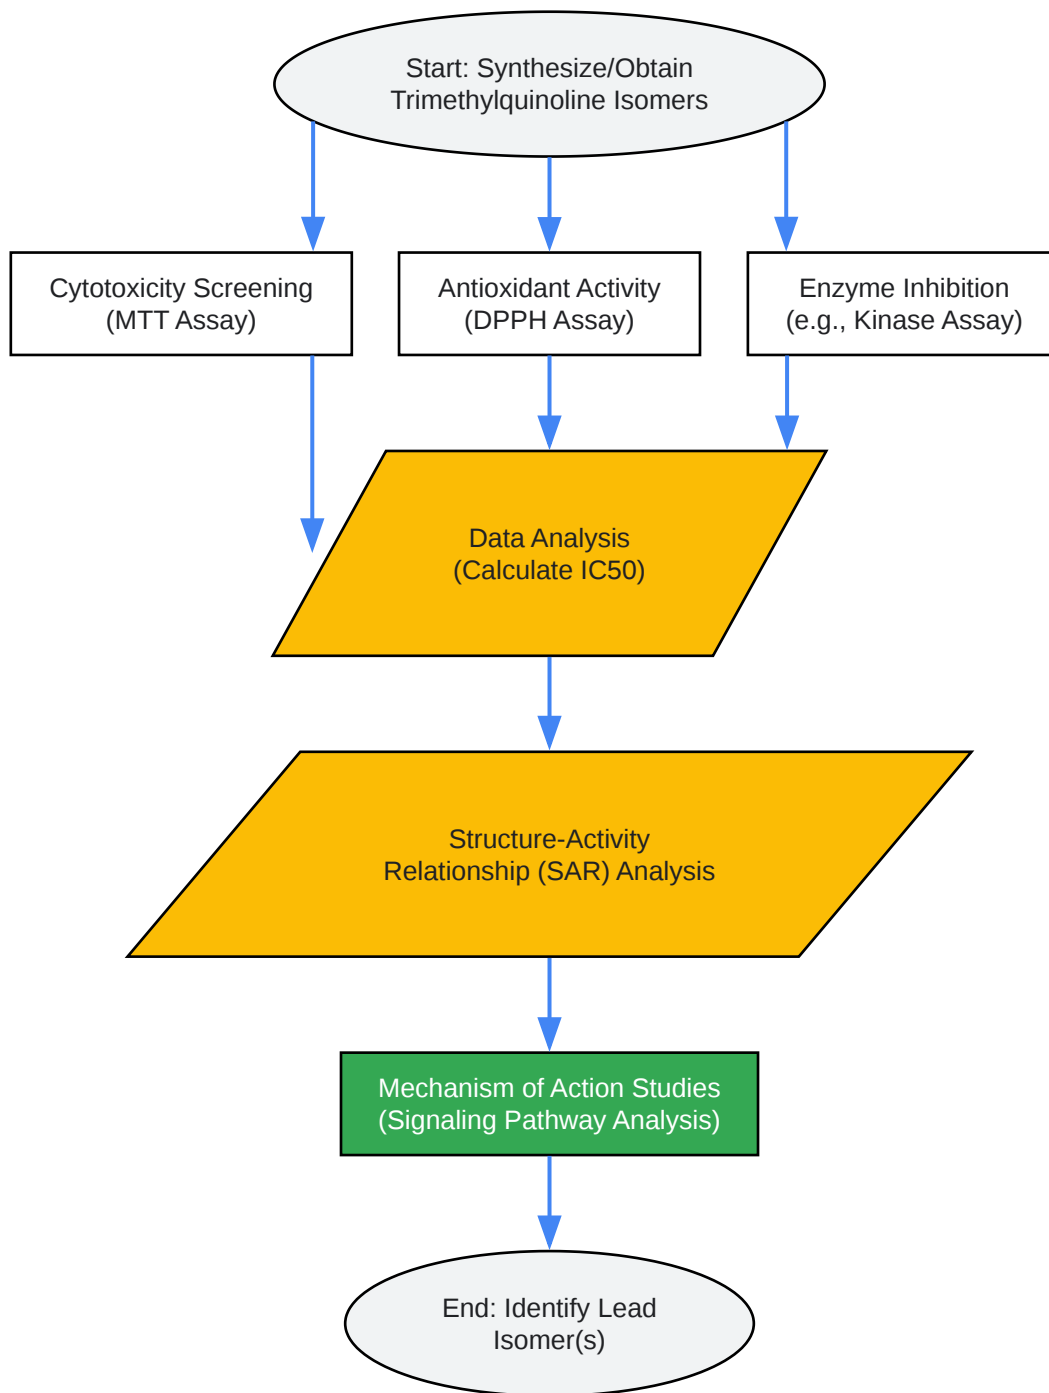 Start: Synthesize/Obtain
Trimethylquinoline Isomers
Cytotoxicity Screening
(MTT Assay)
Antioxidant Activity
(DPPH Assay)
Enzyme Inhibition
(e.g., Kinase Assay)
Data Analysis
(Calculate IC50)
Structure-Activity
Relationship (SAR) Analysis
Mechanism of Action Studies
(Signaling Pathway Analysis)
End: Identify Lead
Isomer(s)